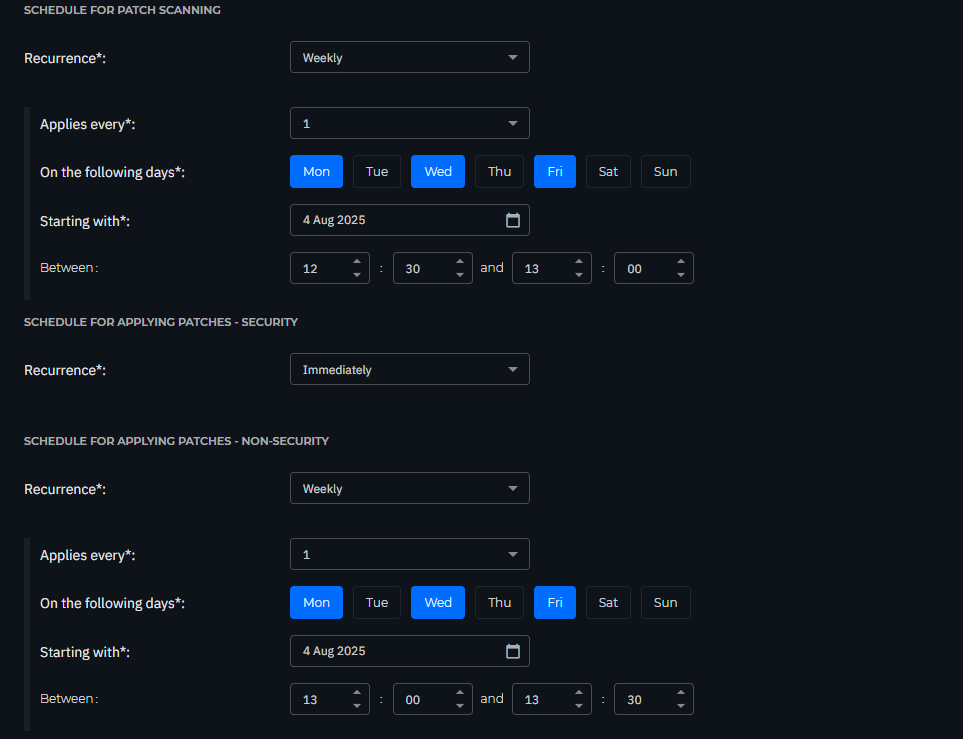 SCHEDULE FOR PATCH SCANNING
Recurrence*: Weekly
Applies every*: 1
On the following days*: Mon Tue Wed Thu Fri Sat Sun
Starting with*: 4 Aug 2025
Between: 12 : 30 and 13 : 00
SCHEDULE FOR APPLYING PATCHES - SECURITY
Recurrence*: Immediately
SCHEDULE FOR APPLYING PATCHES - NON-SECURITY
Recurrence*: Weekly
Applies every*: 1
On the following days*: Mon Tue Wed Thu Fri Sat Sun
Starting with*: 4 Aug 2025
Between: 13 : 00 and 13 : 30